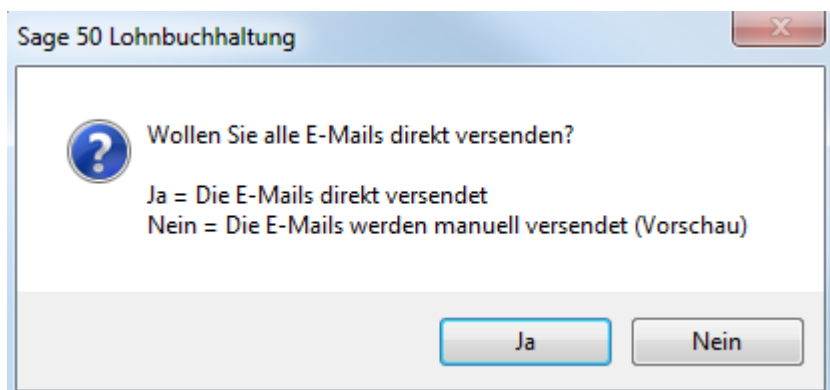 Sage 50 Lohnbuchhaltung
Wollen Sie alle E-Mails direkt versenden?
Ja = Die E-Mails direkt versendet
Nein = Die E-Mails werden manuell versendet (Vorschau)
Ja
Nein